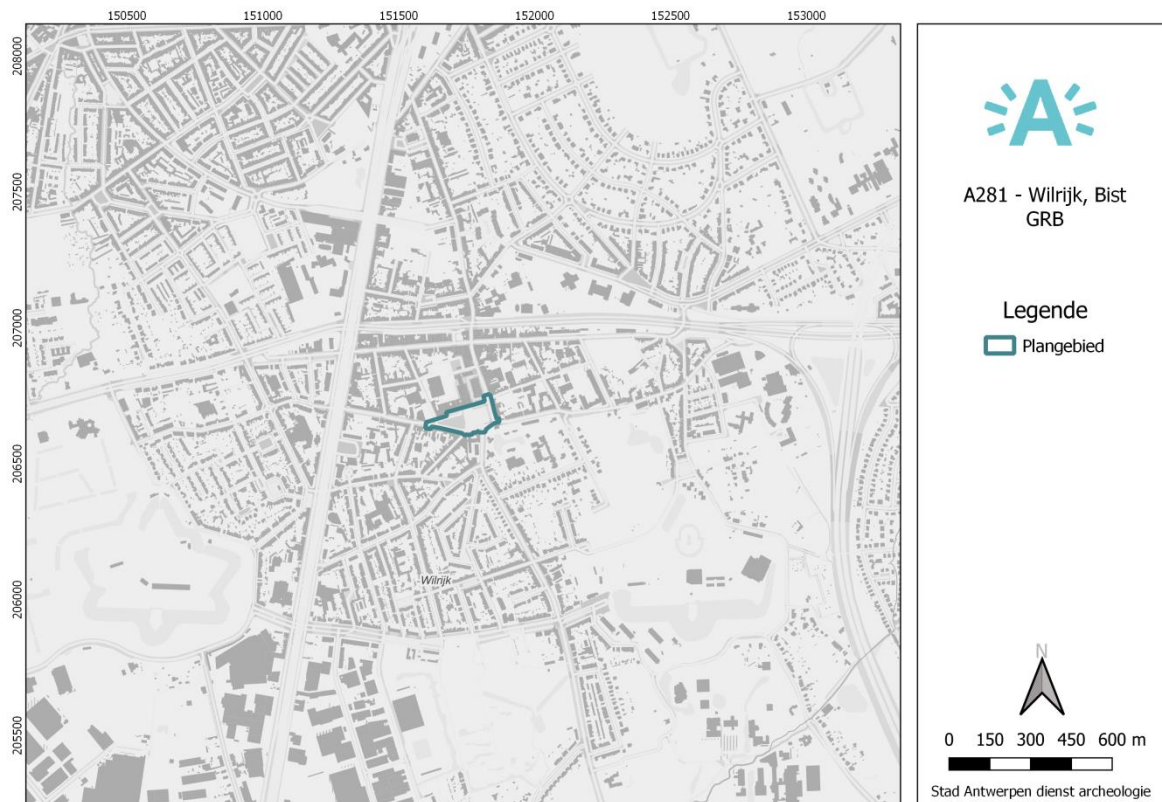 150500
151000
151500
152000
152500
153000
208000
207500
207000
206500
206000
205500
Wilrijk
A
A281 - Wilrijk, Bist
GRB
Legende
Plangebied
N
0 150 300 450 600 m
Stad Antwerpen dienst archeologie